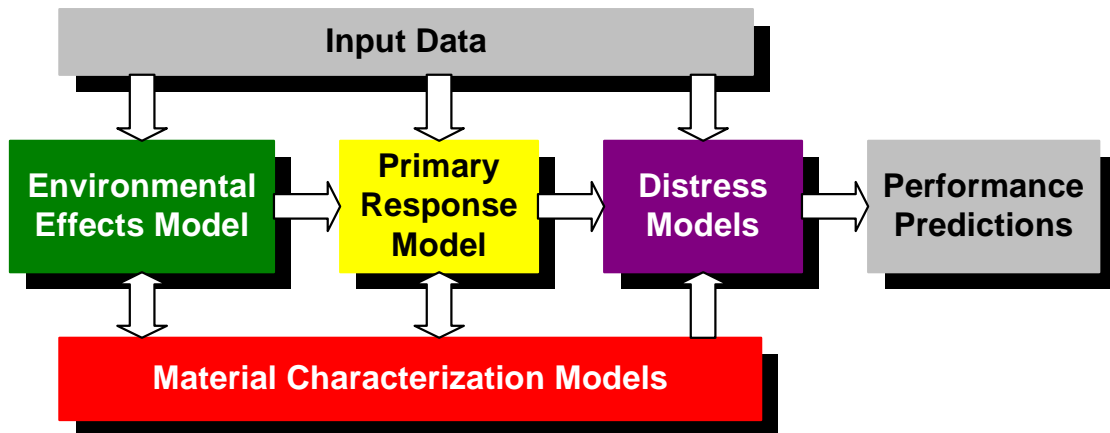 Input Data
Environmental
Effects Model
Primary
Response
Model
Distress
Models
Performance
Predictions
Material Characterization Models